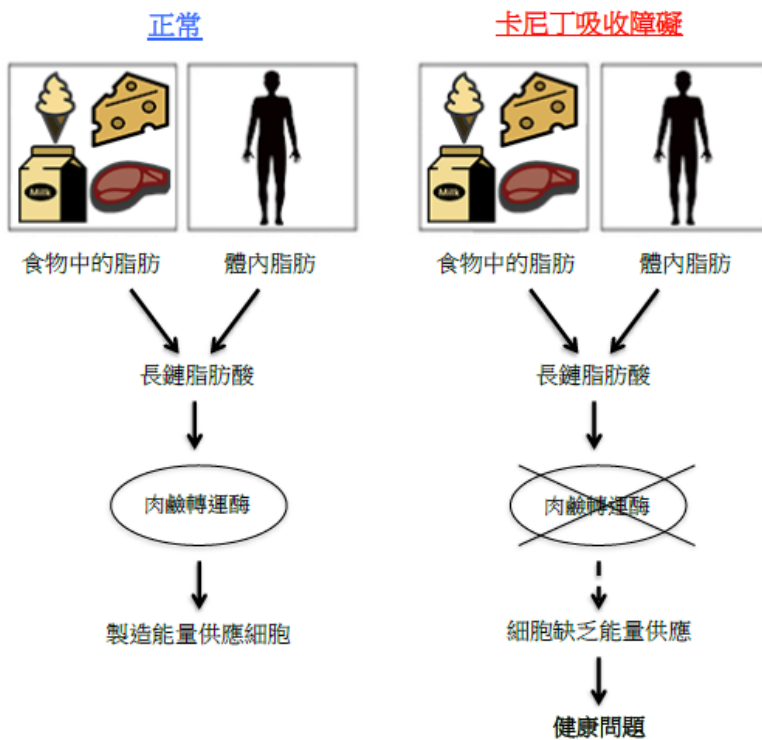 正常
Milk
食物中的脂肪
體內脂肪
長鏈脂肪酸
肉鹼轉運酶
製造能量供應細胞
卡尼丁吸收障礙
Milk
食物中的脂肪
體內脂肪
長鏈脂肪酸
肉鹼轉運酶
細胞缺乏能量供應
健康問題